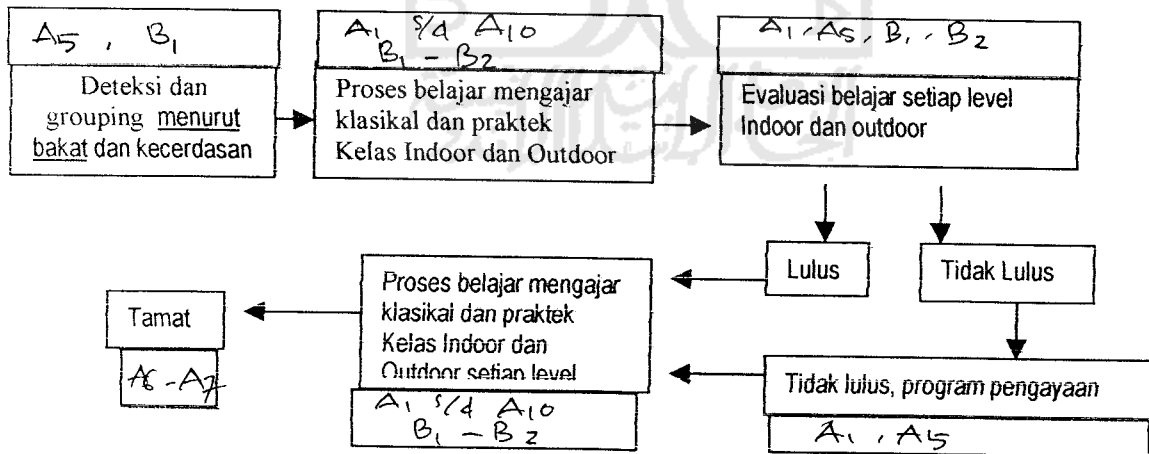 A5 , B1
Deteksi dan
grouping menurut
bakat dan kecerdasan
A1 s/d A10
B1 - B2
Proses belajar mengajar
klasikal dan praktek
Kelas Indoor dan Outdoor
A1, A5, B1, B2
Evaluasi belajar setiap level
Indoor dan outdoor
Lulus
Tidak Lulus
Tidak lulus, program pengayaan
A1 , A5
Proses belajar mengajar
klasikal dan praktek
Kelas Indoor dan
Outdoor setiap level
A1 s/d A10
B1 - B2
Tamat
A6 - A7